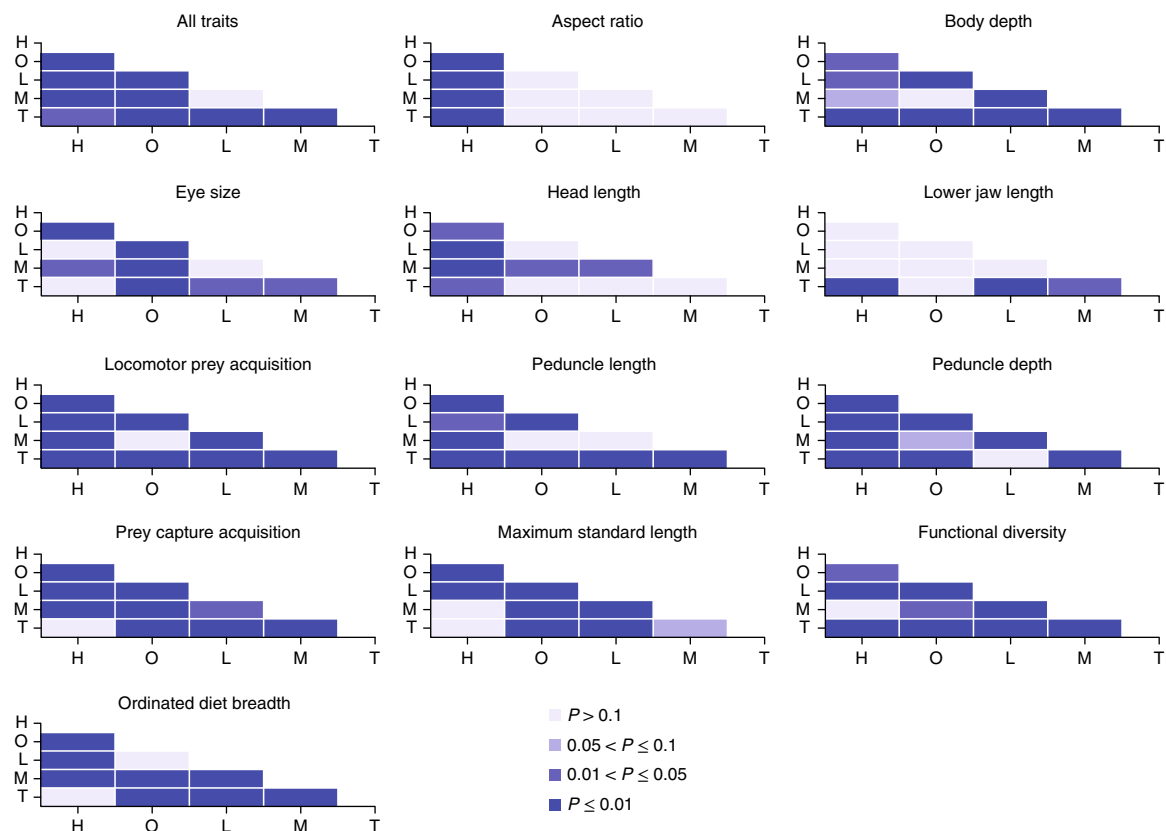 All traits
H
O
L
M
T
H O L M T
Aspect ratio
H
O
L
M
T
H O L M T
Body depth
H
O
L
M
T
H O L M T
Eye size
H
O
L
M
T
H O L M T
Head length
H
O
L
M
T
H O L M T
Lower jaw length
H
O
L
M
T
H O L M T
Locomotor prey acquisition
H
O
L
M
T
H O L M T
Peduncle length
H
O
L
M
T
H O L M T
Peduncle depth
H
O
L
M
T
H O L M T
Prey capture acquisition
H
O
L
M
T
H O L M T
Maximum standard length
H
O
L
M
T
H O L M T
Functional diversity
H
O
L
M
T
H O L M T
Ordinated diet breadth
H
O
L
M
T
H O L M T
P > 0.1
0.05 < P ≤ 0.1
0.01 < P ≤ 0.05
P ≤ 0.01